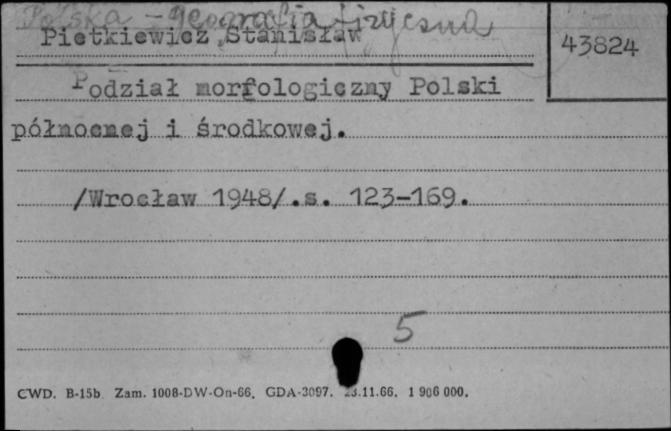 Polska - geografia fizyczna
Pietkiewicz Stanisław
43824
Podział morfologiczny Polski
północnej i środkowej.
/Wrocław 1948/.s. 123-169.
5
CWD. B-15b Zam. 1008-DW-On-66. GDA-3097. 23.11.66. 1 906 000.